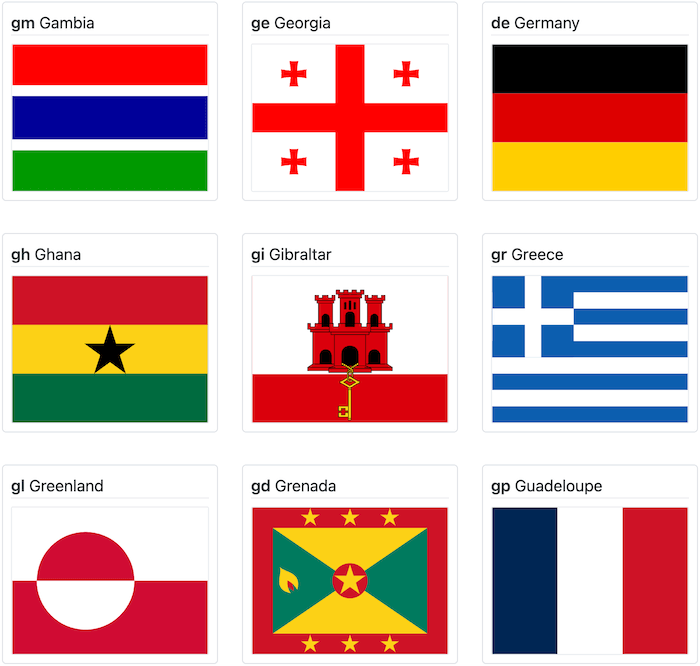 gm Gambia
ge Georgia
de Germany
gh Ghana
gi Gibraltar
gr Greece
gl Greenland
gd Grenada
gp Guadeloupe